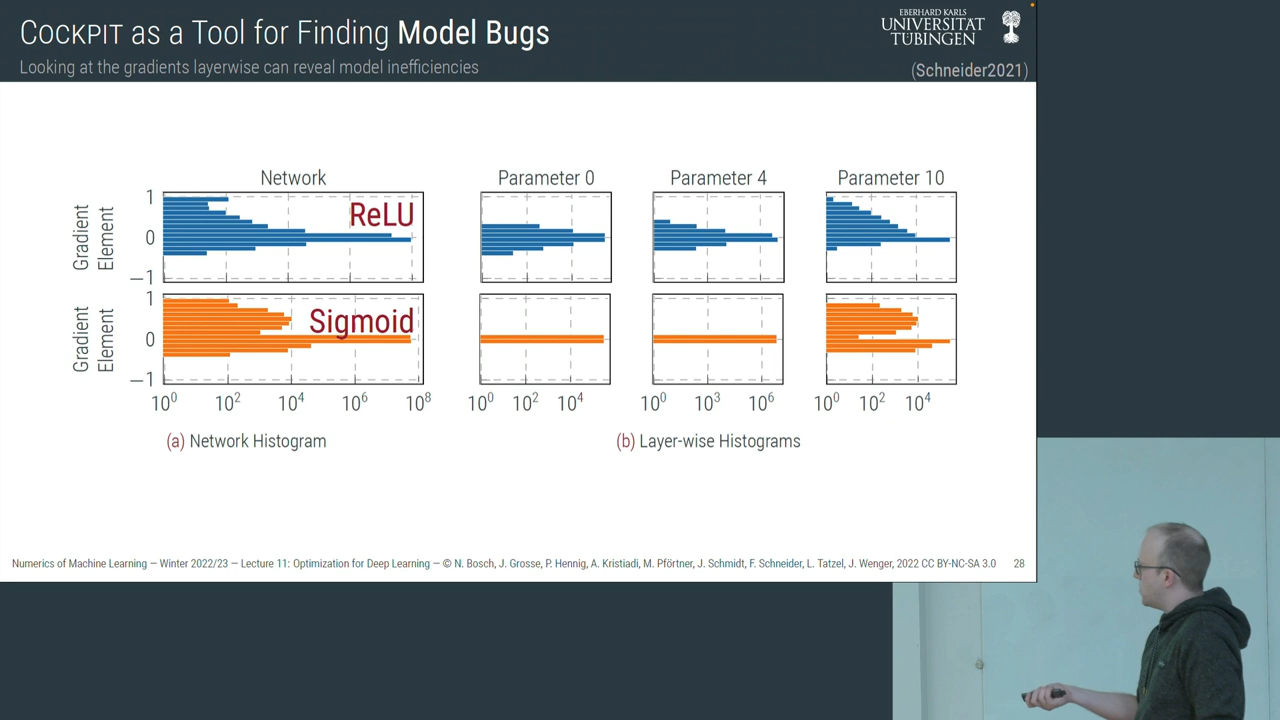 COCKPIT as a Tool for Finding Model Bugs
Looking at the gradients layerwise can reveal model inefficiencies
EBERHARD KARLS
UNIVERSITÄT
TÜBINGEN
(Schneider2021)
Network
Parameter 0
Parameter 4
Parameter 10
Gradient
Element
1
0
−1
ReLU
Gradient
Element
1
0
−1
Sigmoid
10^0 10^2 10^4 10^6 10^8
10^0 10^2 10^4
10^0 10^3 10^6
10^0 10^2 10^4
(a) Network Histogram
(b) Layer-wise Histograms
Numerics of Machine Learning — Winter 2022/23 — Lecture 11: Optimization for Deep Learning — © N. Bosch, J. Grosse, P. Hennig, A. Kristiadi, M. Pförtner, J. Schmidt, F. Schneider, L. Tatzel, J. Wenger, 2022 CC BY-NC-SA 3.0 28